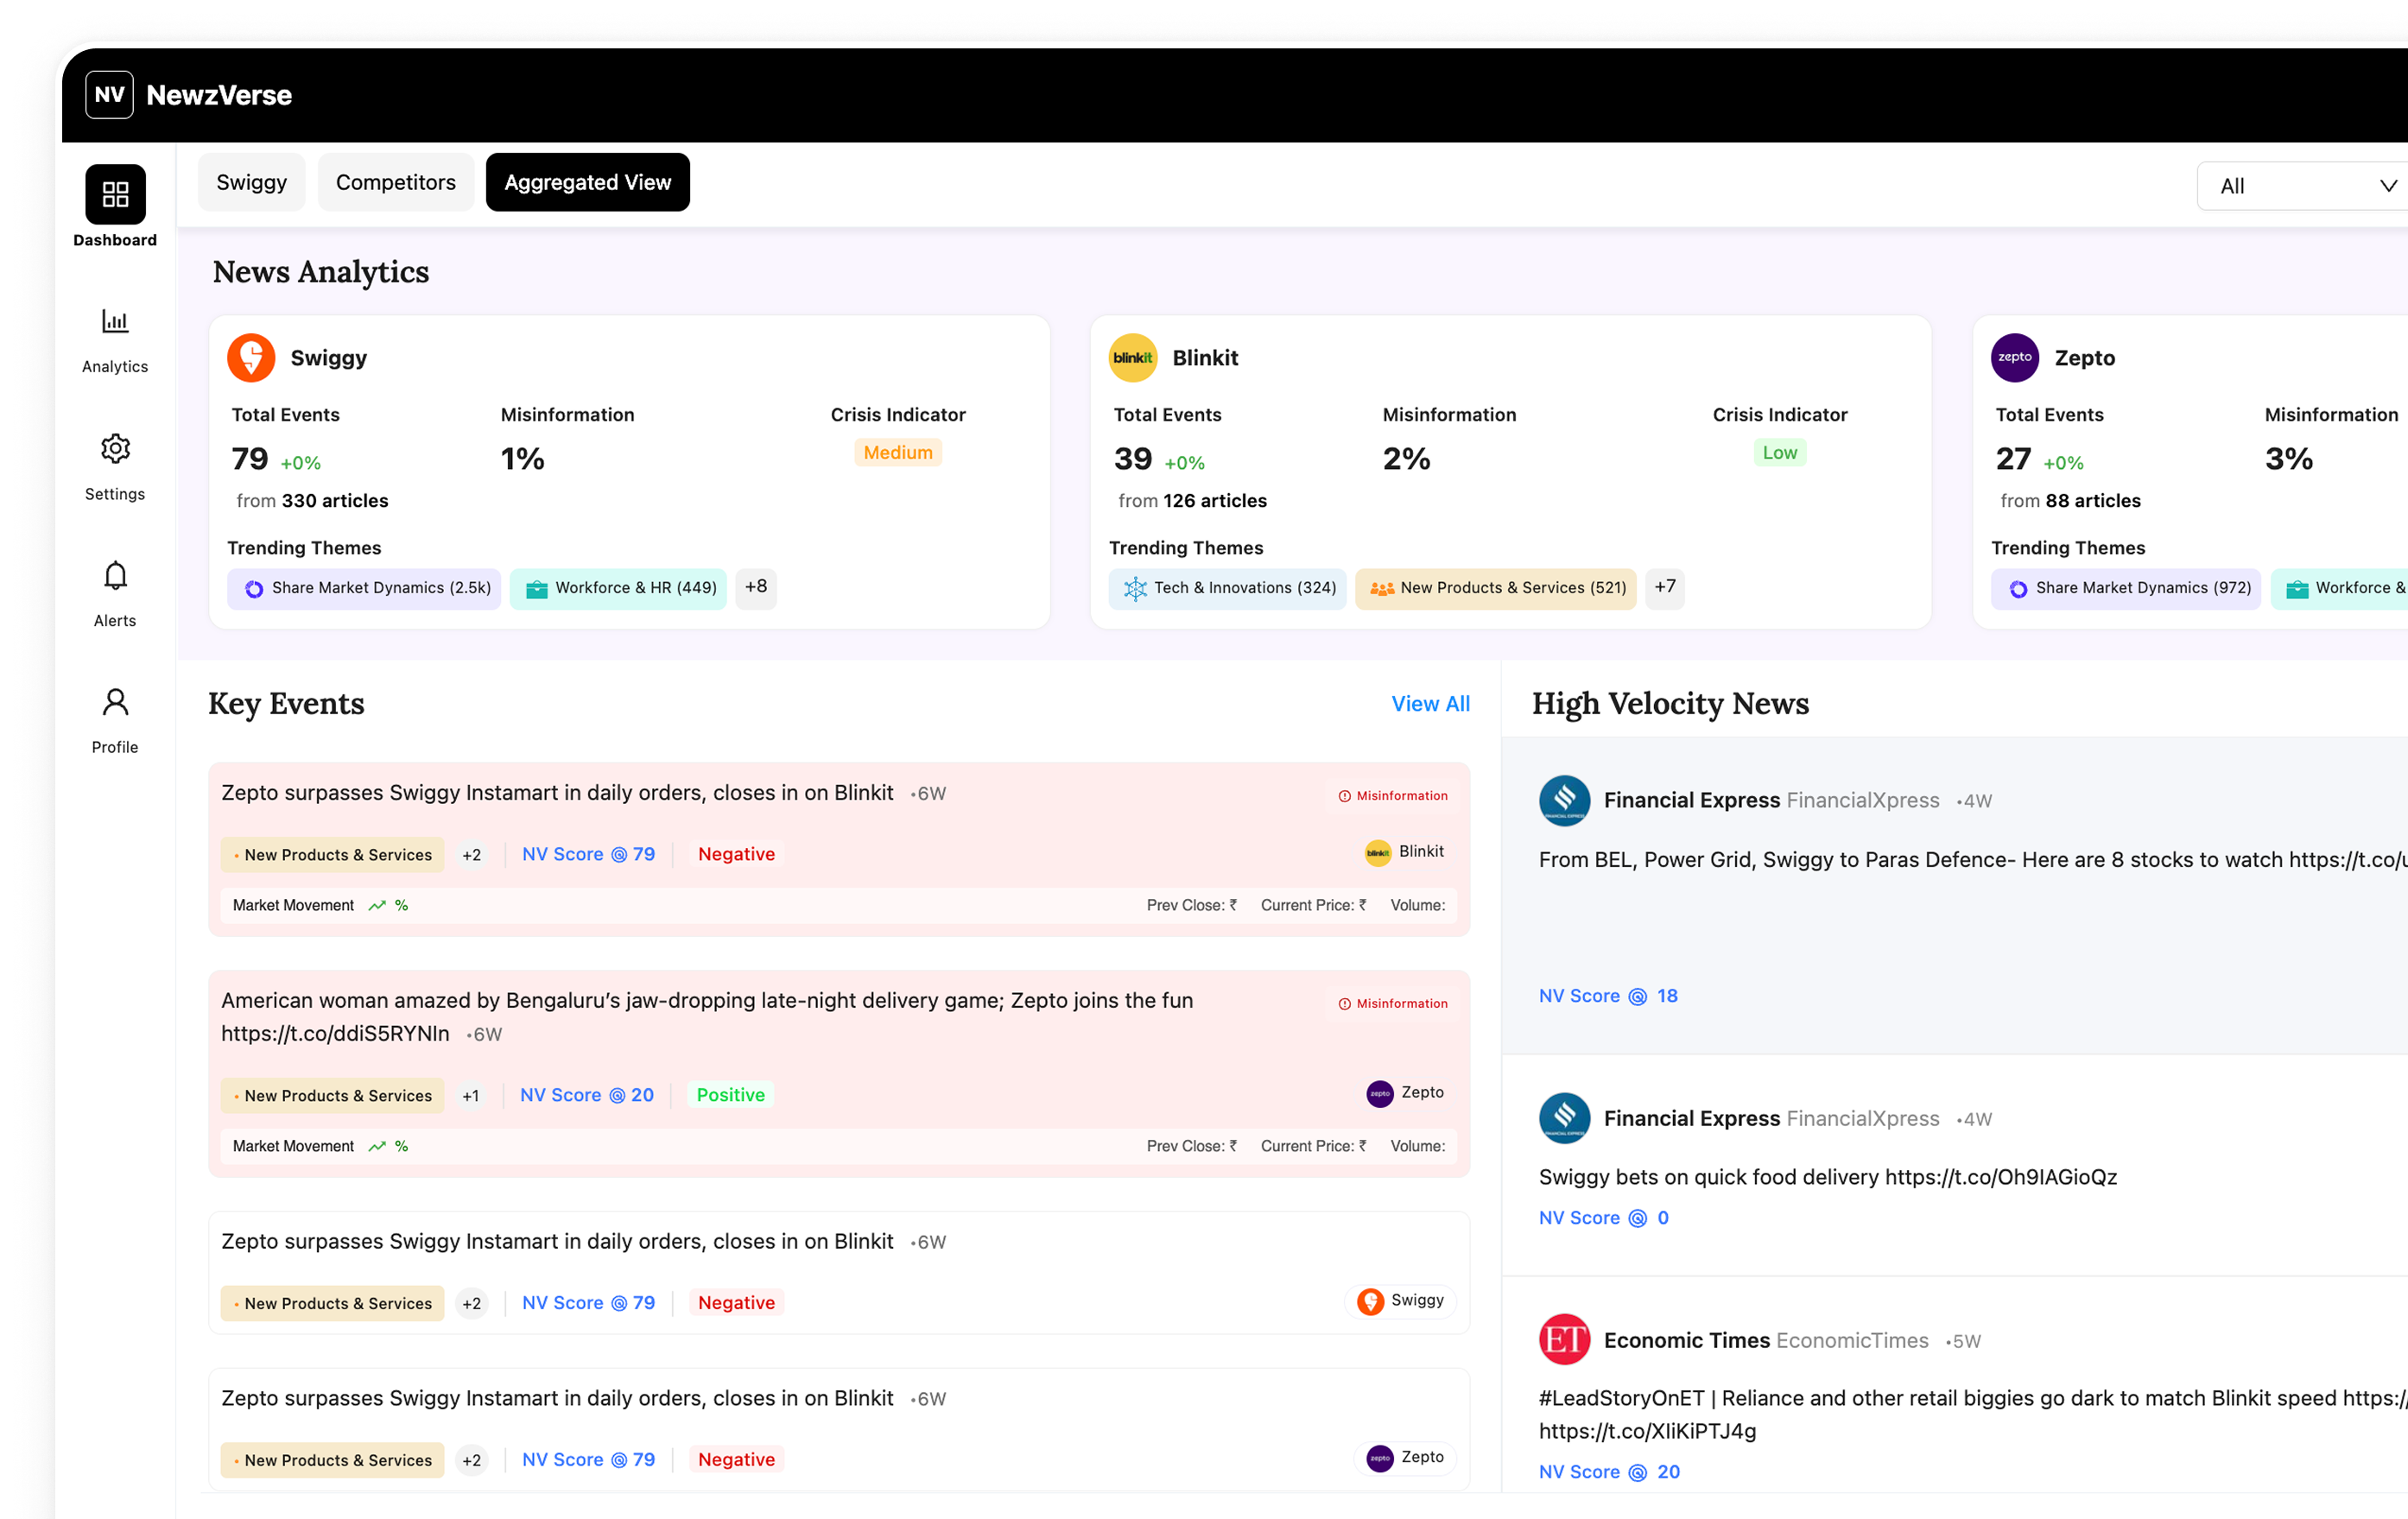 NV NewzVerse
Swiggy Competitors Aggregated View All
Dashboard
Analytics
Settings
Alerts
Profile
News Analytics
Swiggy
Total Events Misinformation Crisis Indicator
79 +0% 1% Medium
from 330 articles
Trending Themes
Share Market Dynamics (2.5k) Workforce & HR (449) +8
blinkit Blinkit
Total Events Misinformation Crisis Indicator
39 +0% 2% Low
from 126 articles
Trending Themes
Tech & Innovations (324) New Products & Services (521) +7
zepto Zepto
Total Events Misinformation
27 +0% 3%
from 88 articles
Trending Themes
Share Market Dynamics (972) Workforce &
Key Events View All
Zepto surpasses Swiggy Instamart in daily orders, closes in on Blinkit •6W Misinformation
• New Products & Services +2 NV Score 79 Negative blinkit Blinkit
Market Movement % Prev Close: ₹ Current Price: ₹ Volume:
American woman amazed by Bengaluru’s jaw-dropping late-night delivery game; Zepto joins the fun Misinformation
https://t.co/ddiS5RYNIn •6W
• New Products & Services +1 NV Score 20 Positive zepto Zepto
Market Movement % Prev Close: ₹ Current Price: ₹ Volume:
Zepto surpasses Swiggy Instamart in daily orders, closes in on Blinkit •6W
• New Products & Services +2 NV Score 79 Negative Swiggy
Zepto surpasses Swiggy Instamart in daily orders, closes in on Blinkit •6W
• New Products & Services +2 NV Score 79 Negative zepto Zepto
High Velocity News
FINANCIAL EXPRESS Financial Express FinancialXpress •4W
From BEL, Power Grid, Swiggy to Paras Defence- Here are 8 stocks to watch https://t.co/
NV Score 18
FINANCIAL EXPRESS Financial Express FinancialXpress •4W
Swiggy bets on quick food delivery https://t.co/Oh9IAGioQz
NV Score 0
ET Economic Times EconomicTimes •5W
#LeadStoryOnET | Reliance and other retail biggies go dark to match Blinkit speed https:/
https://t.co/XIiKiPTJ4g
NV Score 20